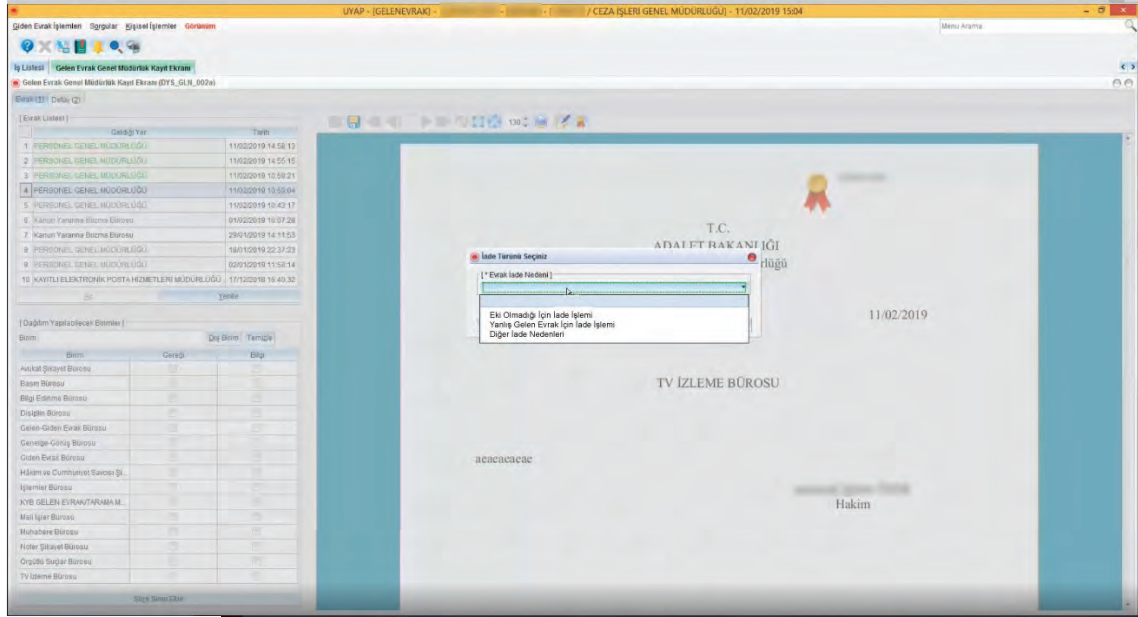 UYAP - [GELENEVRAK] - - - / CEZA İŞLERİ GENEL MÜDÜRLÜĞÜ] - 11/02/2019 15:04
Giden Evrak İşlemleri Sorgular Kişisel İşlemler Görünüm
Menu Arama
İş Listesi Gelen Evrak Genel Müdürlük Kayıt Ekranı
Gelen Evrak Genel Müdürlük Kayıt Ekranı (DYS_GLN_002a)
Evrak (1) Detay (2)
[Evrak Listesi]
Geldiği Yer Tarih
1 PERSONEL GENEL MÜDÜRLÜĞÜ 11/02/2019 14:58:13
2 PERSONEL GENEL MÜDÜRLÜĞÜ 11/02/2019 14:55:15
3 PERSONEL GENEL MÜDÜRLÜĞÜ 11/02/2019 10:59:21
4 PERSONEL GENEL MÜDÜRLÜĞÜ 11/02/2019 10:59:04
5 PERSONEL GENEL MÜDÜRLÜĞÜ 11/02/2019 10:43:17
6 Kanun Yararına Bozma Bürosu 01/02/2019 16:07:28
7 Kanun Yararına Bozma Bürosu 29/01/2019 14:11:53
8 PERSONEL GENEL MÜDÜRLÜĞÜ 18/01/2019 22:37:23
9 PERSONEL GENEL MÜDÜRLÜĞÜ 02/01/2019 11:58:14
10 KAYITLI ELEKTRONİK POSTA HİZMETLERİ MÜDÜRLÜĞÜ 17/12/2018 16:40:32
Aç Yenile
[Dağıtım Yapılabilecek Birimler]
Birim: Dış Birim Temizle
Birim Gereği Bilgi
Avukat Şikayet Bürosu
Basın Bürosu
Bilgi Edinme Bürosu
Disiplin Bürosu
Gelen-Giden Evrak Bürosu
Genelge-Görüş Bürosu
Giden Evrak Bürosu
Hâkim ve Cumhuriyet Savcısı Şi..
İşlemler Bürosu
KYB GELEN EVRAK/TARAMA M...
Mali İşler Bürosu
Muhabere Bürosu
Noter Şikayet Bürosu
Örgütlü Suçlar Bürosu
TV İzleme Bürosu
130
T.C.
ADALET BAKANLIĞI
rlüğü
11/02/2019
TV İZLEME BÜROSU
aeaeaeaeae
Hakim
İade Türünü Seçiniz
[* Evrak İade Nedeni]
Eki Olmadığı İçin İade İşlemi
Yanlış Gelen Evrak İçin İade İşlemi
Diğer İade Nedenleri